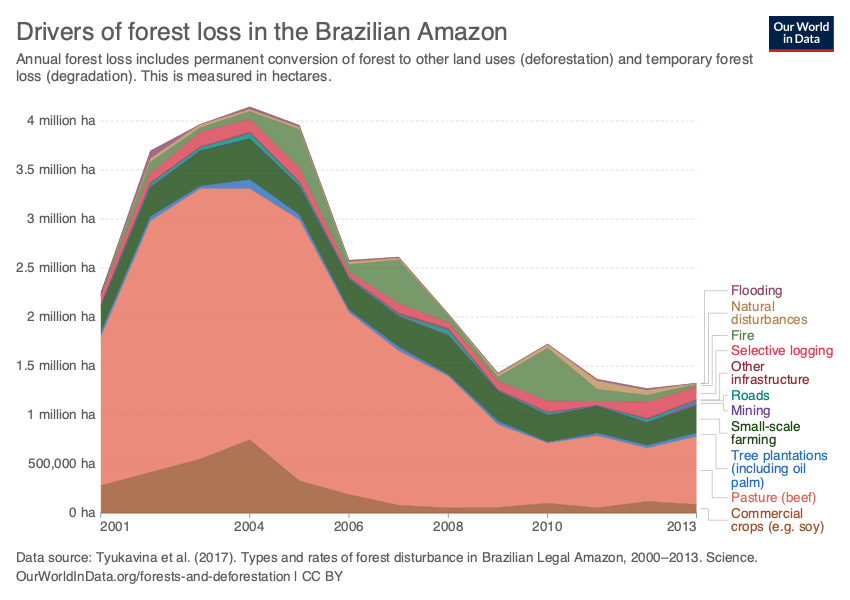 Drivers of forest loss in the Brazilian Amazon
Our World
in Data
Annual forest loss includes permanent conversion of forest to other land uses (deforestation) and temporary forest
loss (degradation). This is measured in hectares.
4 million ha
3.5 million ha
3 million ha
2.5 million ha
2 million ha
1.5 million ha
1 million ha
500,000 ha
0 ha
2001
2004
2006
2008
2010
2013
Flooding
Natural
disturbances
Fire
Selective logging
Other
infrastructure
Roads
Mining
Small-scale
farming
Tree plantations
(including oil
palm)
Pasture (beef)
Commercial
crops (e.g. soy)
Data source: Tyukavina et al. (2017). Types and rates of forest disturbance in Brazilian Legal Amazon, 2000–2013. Science.
OurWorldInData.org/forests-and-deforestation | CC BY